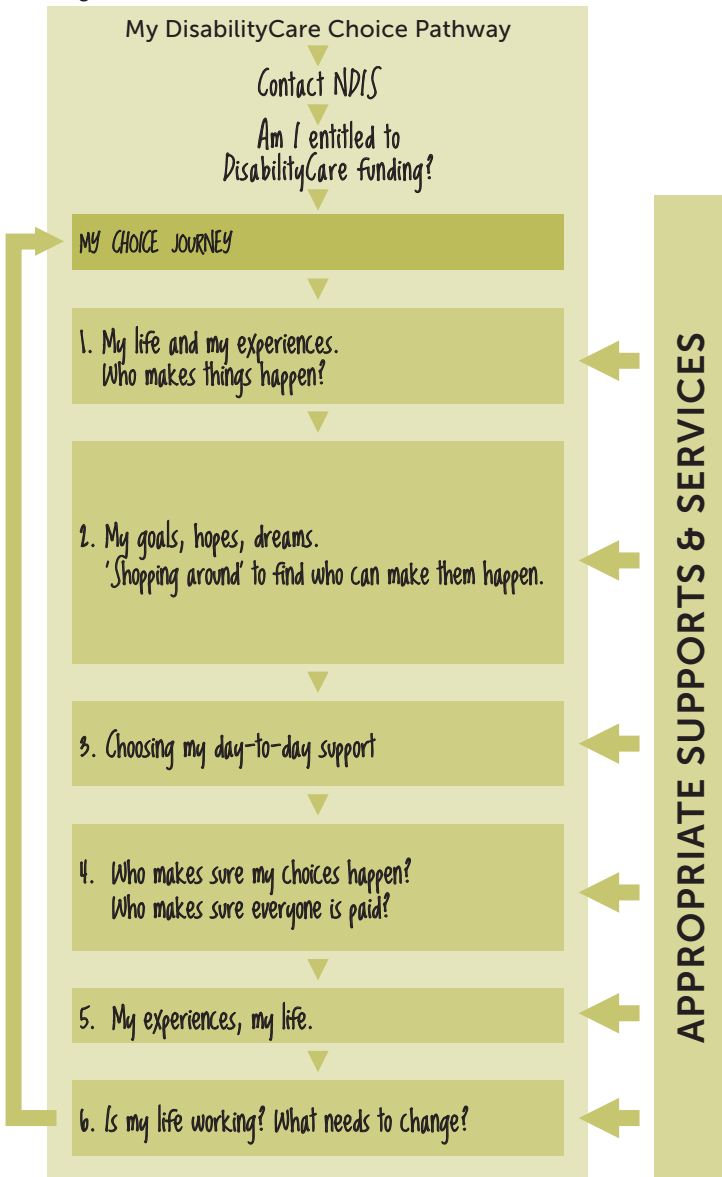 My DisabilityCare Choice Pathway
Contact NDIS
Am I entitled to
DisabilityCare funding?
MY CHOICE JOURNEY
1. My life and my experiences.
Who makes things happen?
2. My goals, hopes, dreams.
'Shopping around' to find who can make them happen.
3. Choosing my day-to-day support
4. Who makes sure my choices happen?
Who makes sure everyone is paid?
5. My experiences, my life.
6. Is my life working? What needs to change?
APPROPRIATE SUPPORTS & SERVICES